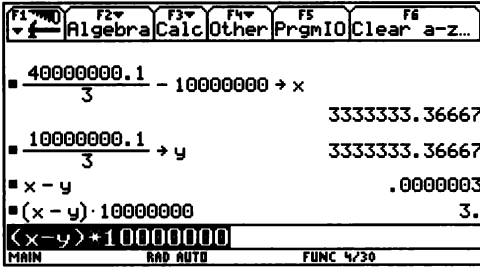 F1 F2 Algebra F3 Calc F4 Other F5 PrgmIO F6 Clear a-z…
40000000.1/3 - 10000000 → x
3333333.36667
10000000.1/3 → y
3333333.36667
x - y .0000003
(x - y)·10000000 3.
(x-y)*10000000
MAIN RAD AUTO FUNC 4/30